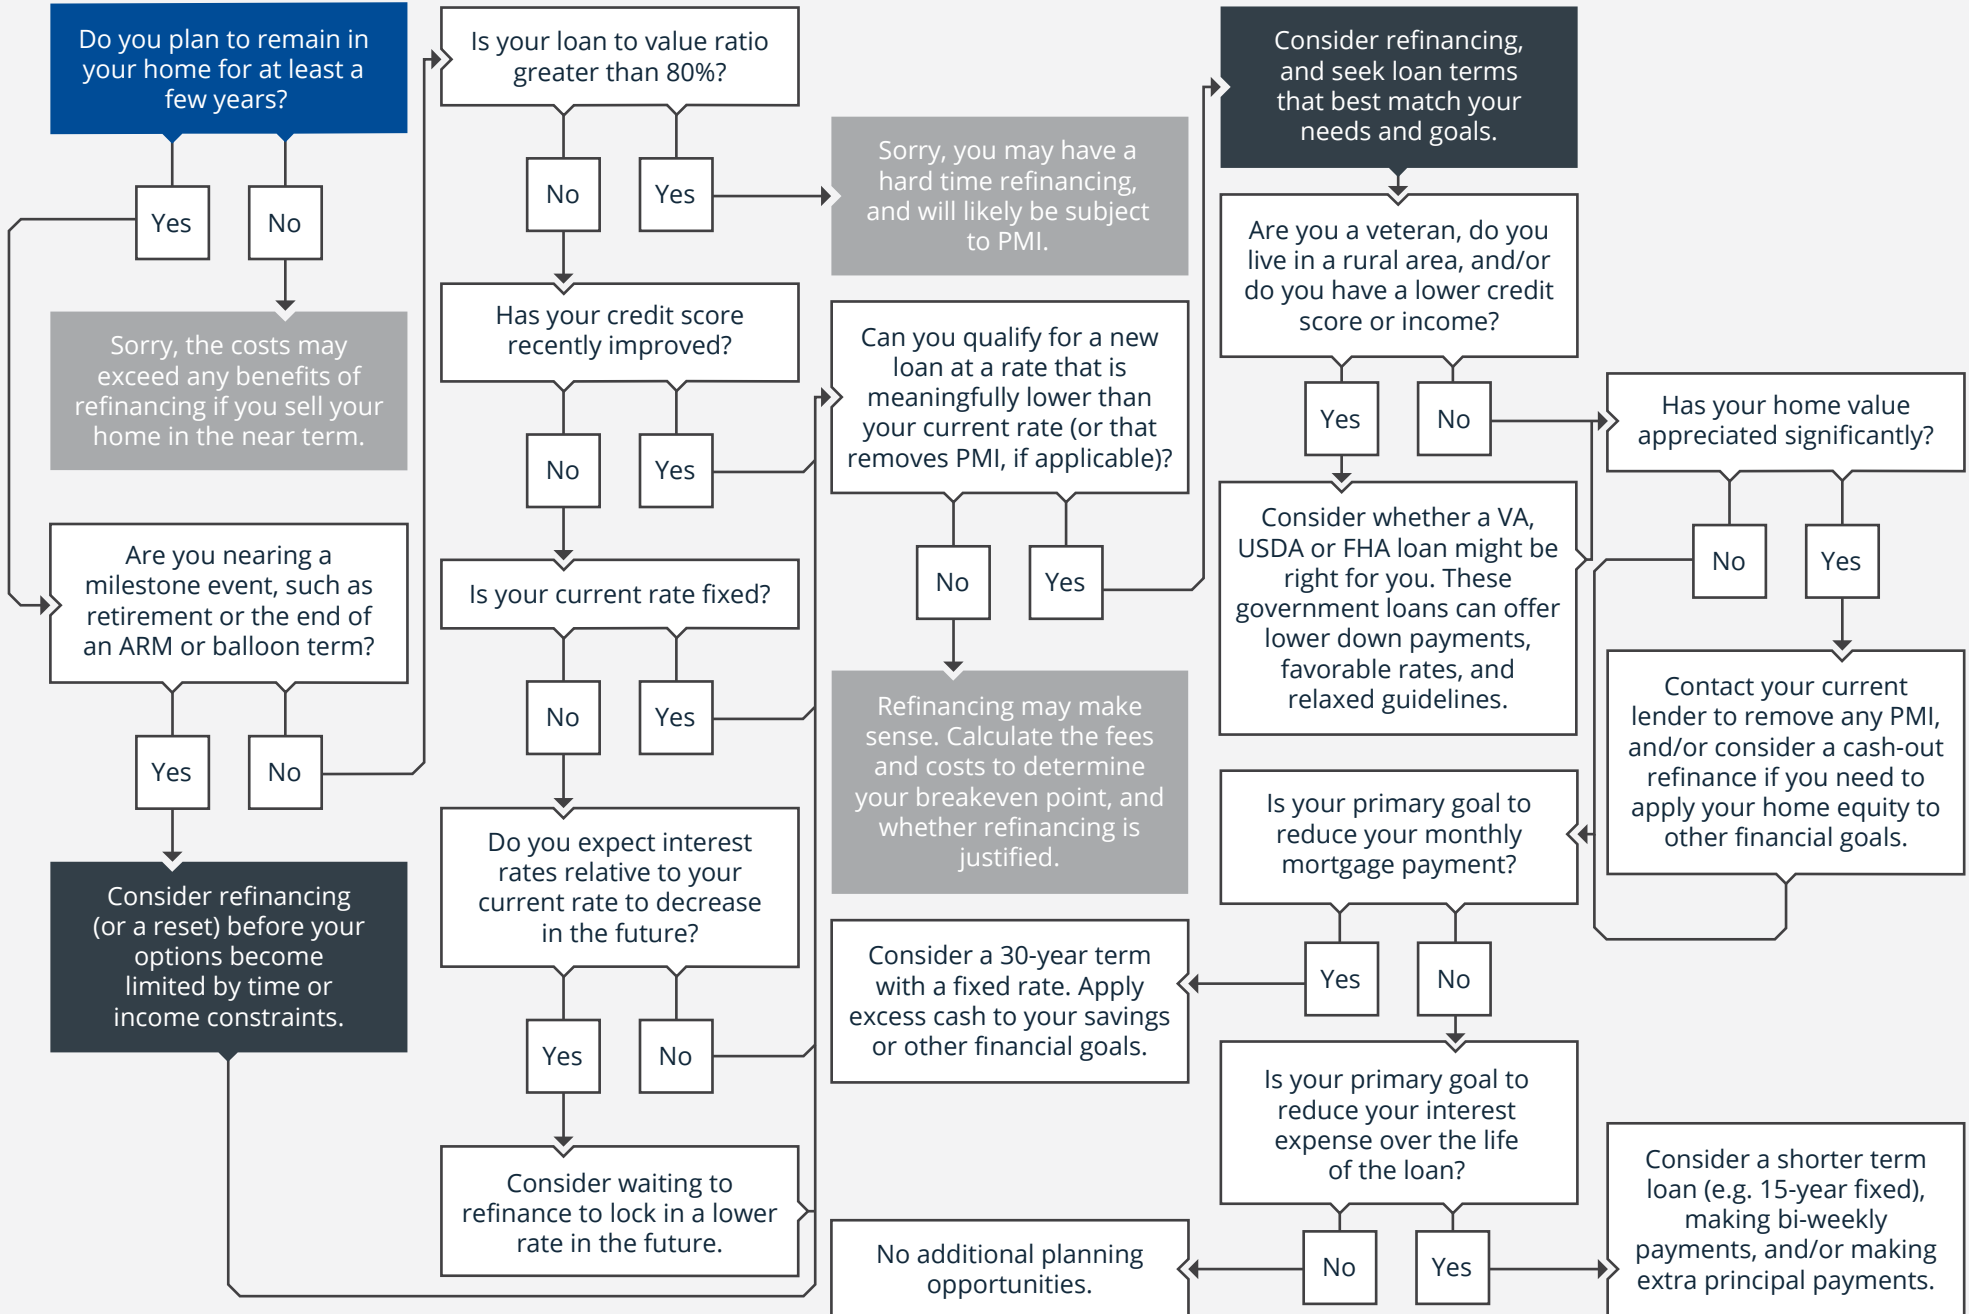 Do you plan to remain in
your home for at least a
few years?
Yes
No
Sorry, the costs may
exceed any benefits of
refinancing if you sell your
home in the near term.
Are you nearing a
milestone event, such as
retirement or the end of
an ARM or balloon term?
Yes
No
Consider refinancing
(or a reset) before your
options become
limited by time or
income constraints.
Is your loan to value ratio
greater than 80%?
No
Yes
Sorry, you may have a
hard time refinancing,
and will likely be subject
to PMI.
Has your credit score
recently improved?
No
Yes
Is your current rate fixed?
No
Yes
Do you expect interest
rates relative to your
current rate to decrease
in the future?
Yes
No
Consider waiting to
refinance to lock in a lower
rate in the future.
Can you qualify for a new
loan at a rate that is
meaningfully lower than
your current rate (or that
removes PMI, if applicable)?
No
Yes
Refinancing may make
sense. Calculate the fees
and costs to determine
your breakeven point, and
whether refinancing is
justified.
Consider refinancing,
and seek loan terms
that best match your
needs and goals.
Are you a veteran, do you
live in a rural area, and/or
do you have a lower credit
score or income?
Yes
No
Consider whether a VA,
USDA or FHA loan might be
right for you. These
government loans can offer
lower down payments,
favorable rates, and
relaxed guidelines.
Has your home value
appreciated significantly?
No
Yes
Contact your current
lender to remove any PMI,
and/or consider a cash-out
refinance if you need to
apply your home equity to
other financial goals.
Is your primary goal to
reduce your monthly
mortgage payment?
Yes
No
Consider a 30-year term
with a fixed rate. Apply
excess cash to your savings
or other financial goals.
Is your primary goal to
reduce your interest
expense over the life
of the loan?
No
Yes
No additional planning
opportunities.
Consider a shorter term
loan (e.g. 15-year fixed),
making bi-weekly
payments, and/or making
extra principal payments.